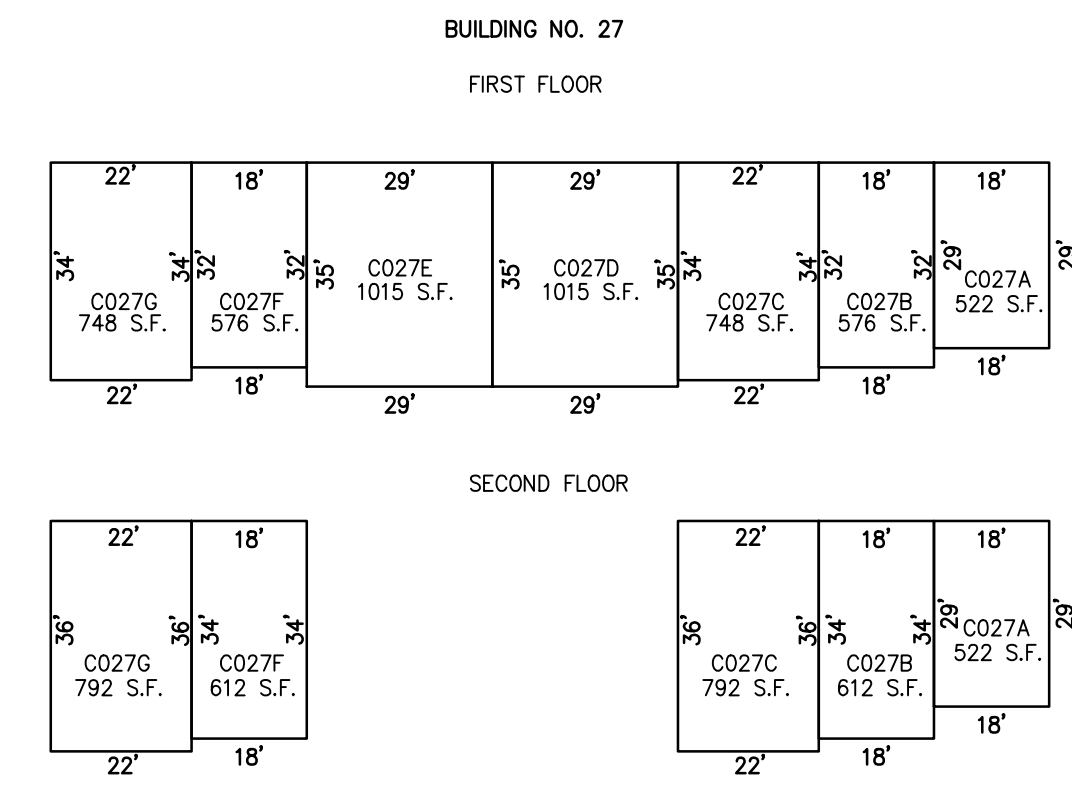 BUILDING NO. 27
FIRST FLOOR
22' 18' 29' 29' 22' 18' 18'
34' 34' 32' 32' 35' 35' 35' 34' 34' 32' 32' 29' 29'
C027G
748 S.F.
C027F
576 S.F.
C027E
1015 S.F.
C027D
1015 S.F.
C027C
748 S.F.
C027B
576 S.F.
C027A
522 S.F.
22' 18' 29' 29' 22' 18' 18'
SECOND FLOOR
22' 18' 22' 18' 18'
36' 36' 34' 34' 36' 36' 34' 34' 29' 29'
C027G
792 S.F.
C027F
612 S.F.
C027C
792 S.F.
C027B
612 S.F.
C027A
522 S.F.
22' 18' 22' 18' 18'